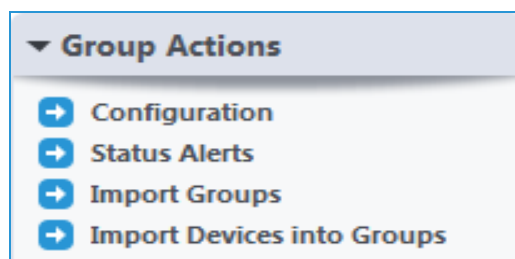 Group Actions
Configuration
Status Alerts
Import Groups
Import Devices into Groups